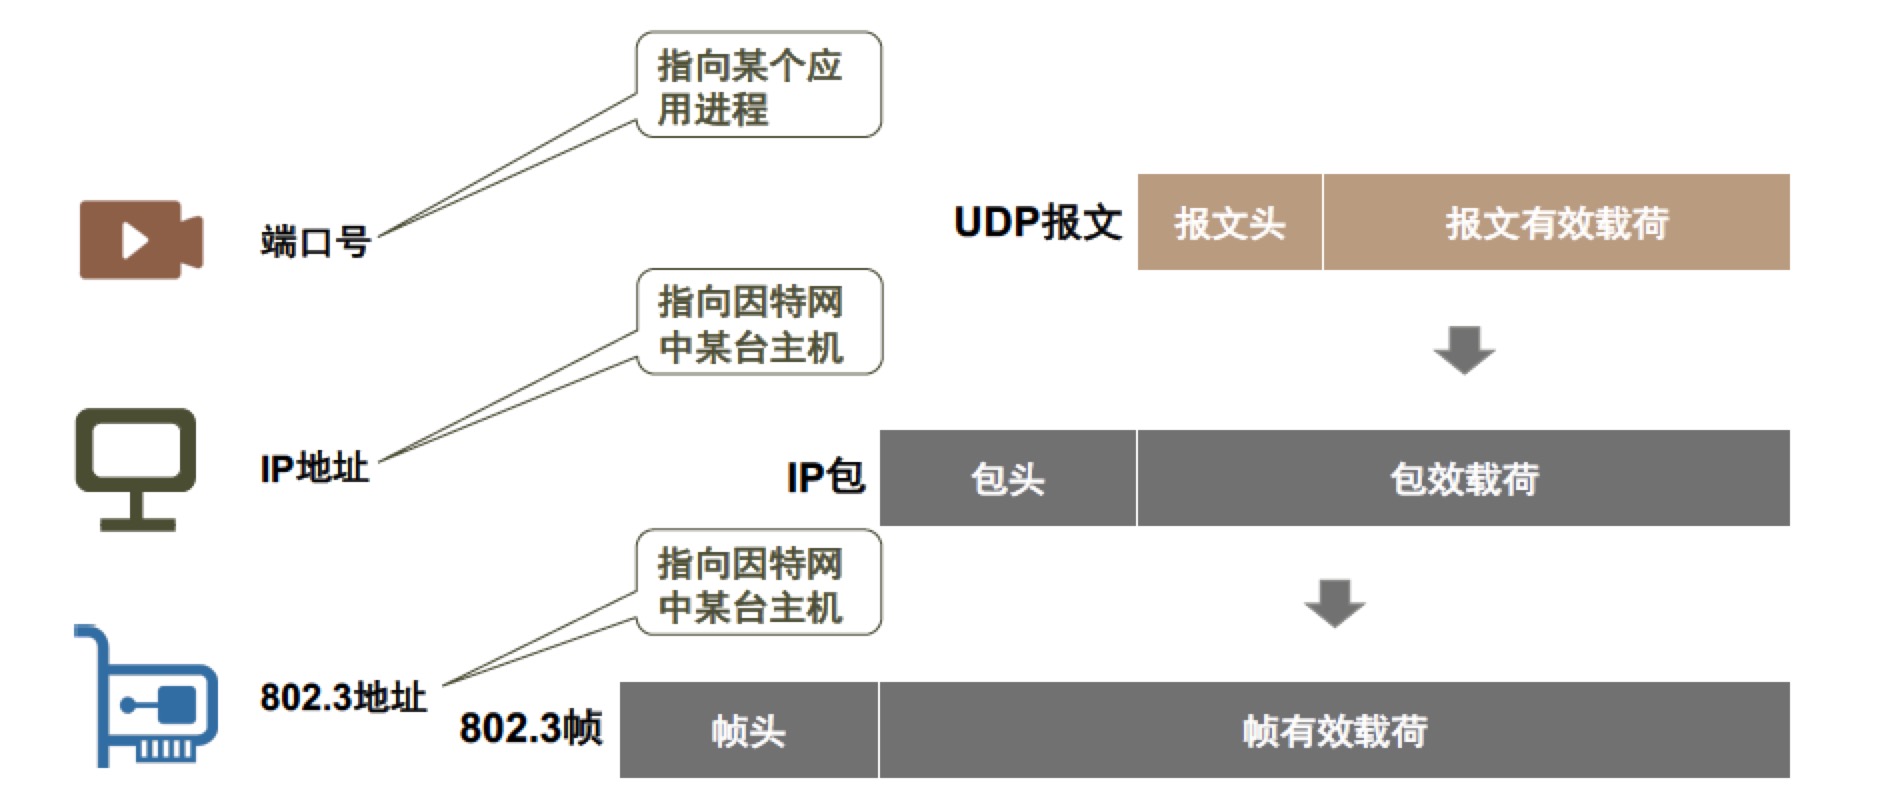 指向某个应
用进程
端口号
UDP报文
报文头
报文有效载荷
指向因特网
中某台主机
IP地址
IP包
包头
包效载荷
指向因特网
中某台主机
802.3地址
802.3帧
帧头
帧有效载荷